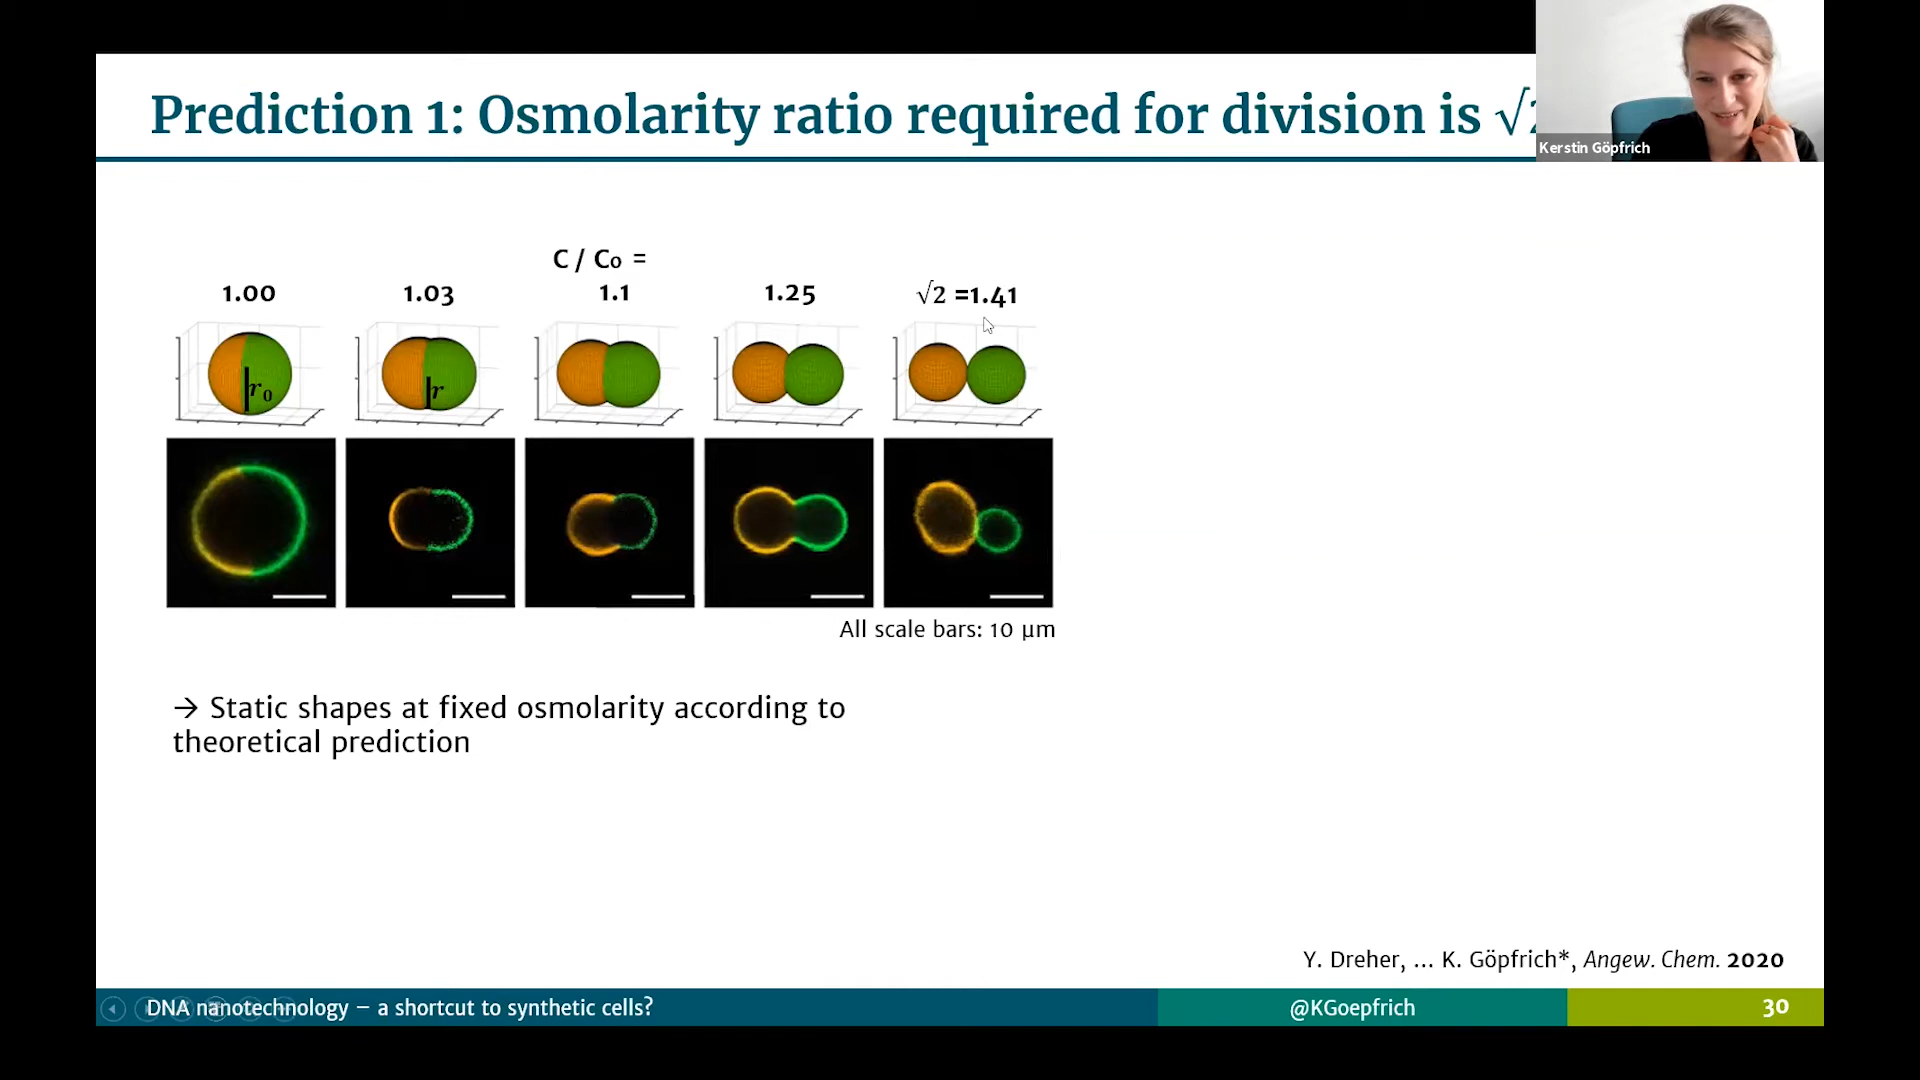 Prediction 1: Osmolarity ratio required for division is √2
Kerstin Göpfrich
C / C₀ =
1.00 1.03 1.1 1.25 √2 =1.41
r₀ r
All scale bars: 10 µm
→ Static shapes at fixed osmolarity according to
theoretical prediction
Y. Dreher, ... K. Göpfrich*, Angew. Chem. 2020
DNA nanotechnology – a shortcut to synthetic cells? @KGoepfrich 30